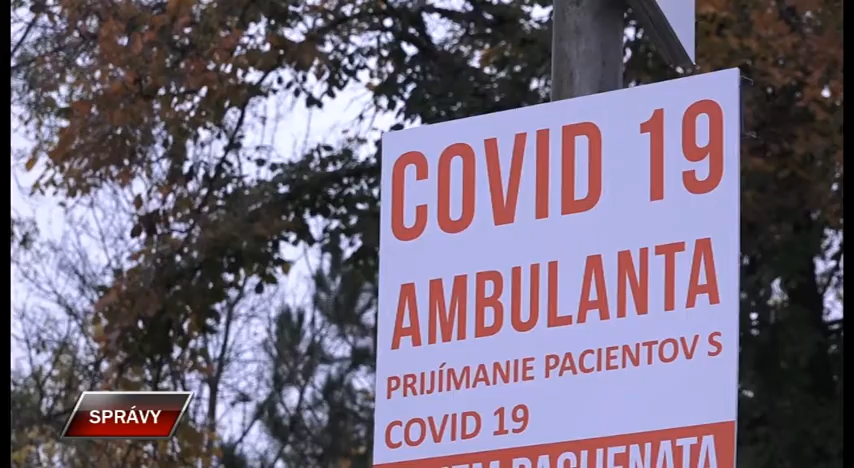 COVID 19
AMBULANTA
PRIJÍMANIE PACIENTOV S
COVID 19
SPRÁVY